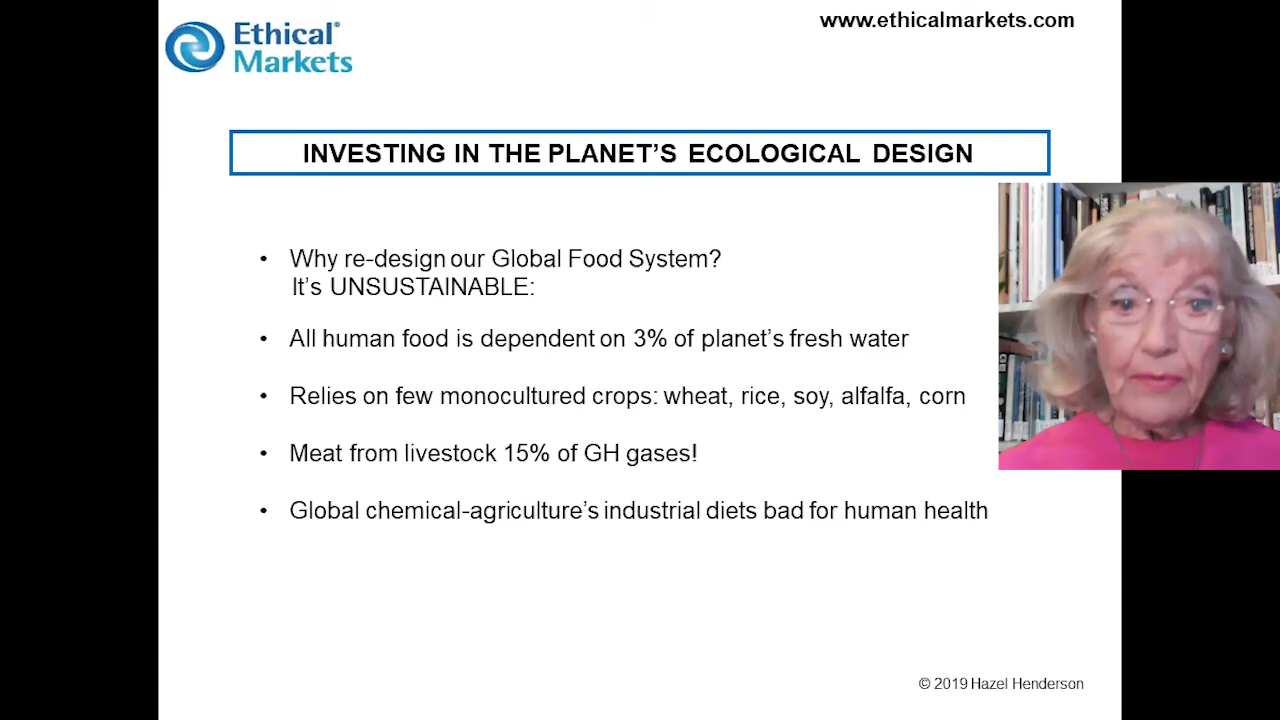 Ethical®
Markets
www.ethicalmarkets.com
INVESTING IN THE PLANET’S ECOLOGICAL DESIGN
• Why re-design our Global Food System?
It’s UNSUSTAINABLE:
• All human food is dependent on 3% of planet’s fresh water
• Relies on few monocultured crops: wheat, rice, soy, alfalfa, corn
• Meat from livestock 15% of GH gases!
• Global chemical-agriculture’s industrial diets bad for human health
© 2019 Hazel Henderson